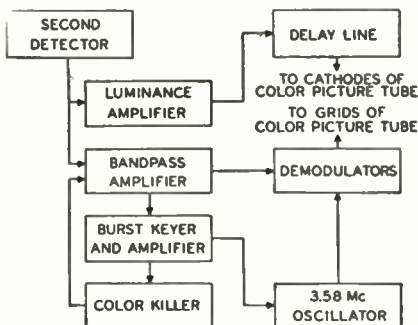 SECOND
DETECTOR
DELAY LINE
LUMINANCE
AMPLIFIER
TO CATHODES OF
COLOR PICTURE TUBE
TO GRIDS OF
COLOR PICTURE TUBE
BANDPASS
AMPLIFIER
DEMODULATORS
BURST KEYER
AND AMPLIFIER
COLOR KILLER
3.58 Mc
OSCILLATOR